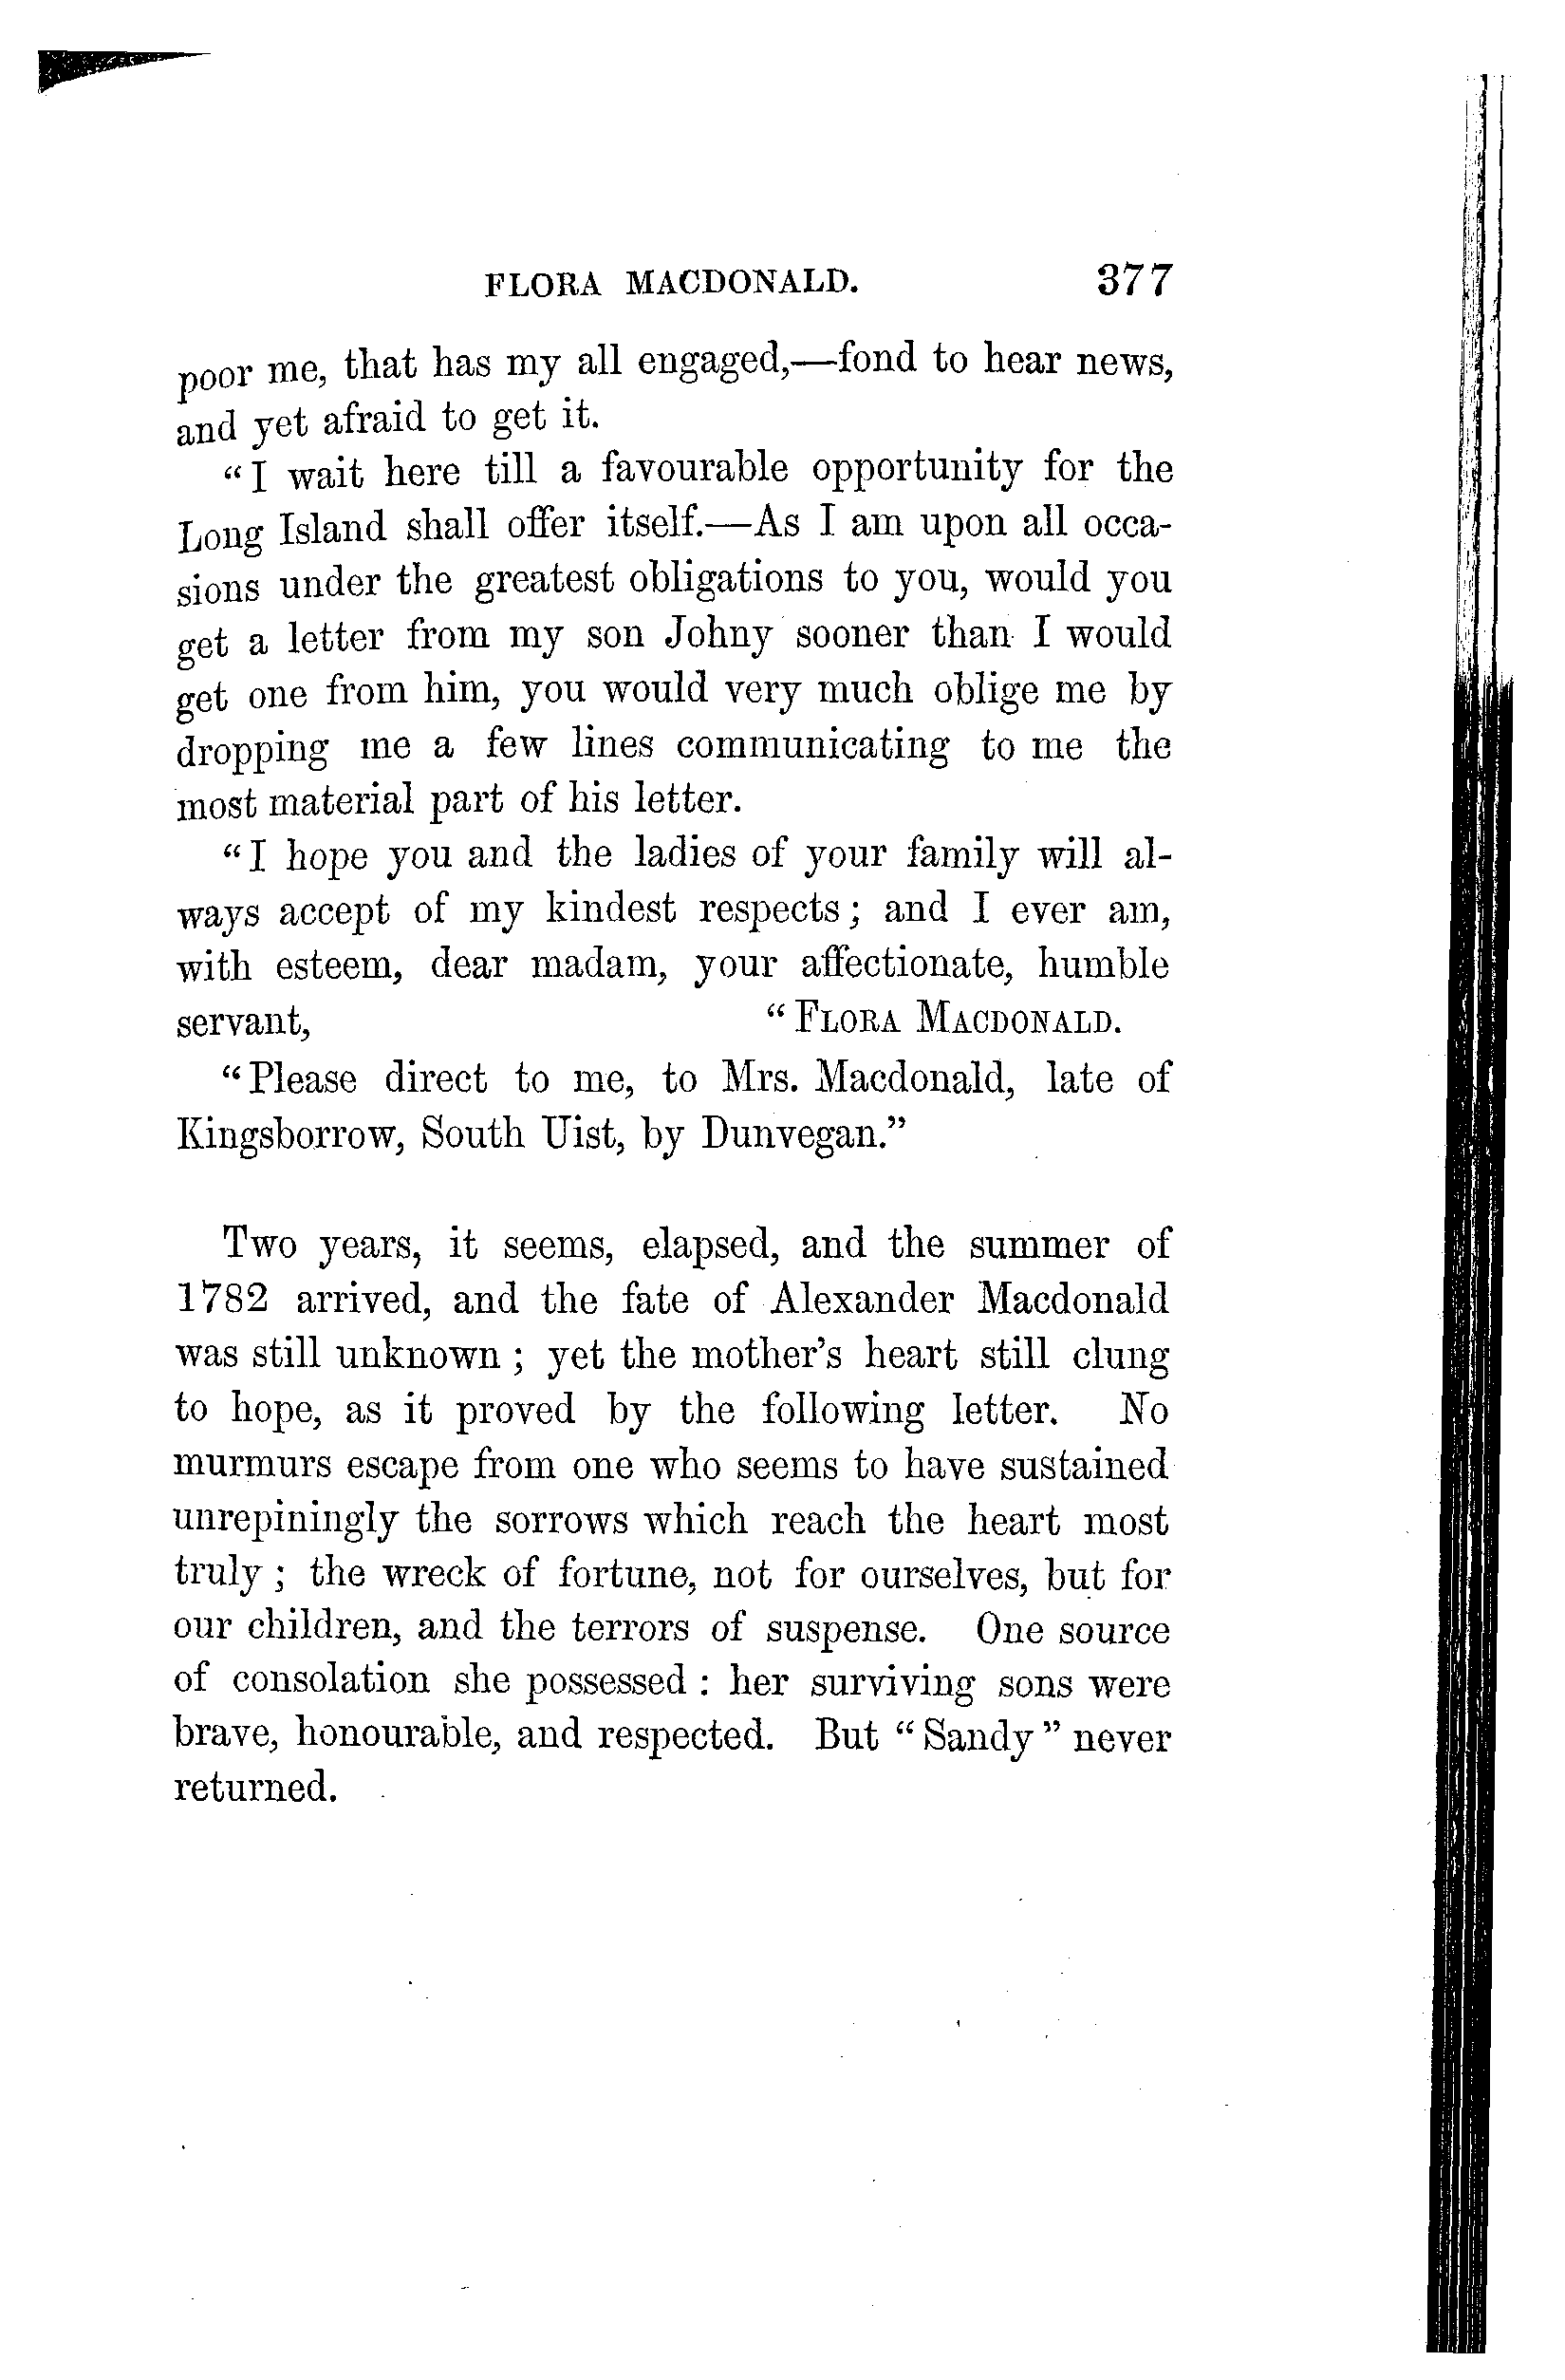 FLORA MACDONALD. 377
poor me, that has my all engaged,—fond to hear news,
and yet afraid to get it.
“I wait here till a favourable opportunity for the
Long Island shall offer itself.—As I am upon all occa-
sions under the greatest obligations to you, would you
get a letter from my son Johny sooner than I would
get one from him, you would very much oblige me by
dropping me a few lines communicating to me the
most material part of his letter.
“I hope you and the ladies of your family will al-
ways accept of my kindest respects; and I ever am,
with esteem, dear madam, your affectionate, humble
servant, “FLORA MACDONALD.
“Please direct to me, to Mrs. Macdonald, late of
Kingsborrow, South Uist, by Dunvegan.”
Two years, it seems, elapsed, and the summer of
1782 arrived, and the fate of Alexander Macdonald
was still unknown; yet the mother’s heart still clung
to hope, as it proved by the following letter. No
murmurs escape from one who seems to have sustained
unrepiningly the sorrows which reach the heart most
truly; the wreck of fortune, not for ourselves, but for
our children, and the terrors of suspense. One source
of consolation she possessed: her surviving sons were
brave, honourable, and respected. But “Sandy” never
returned.